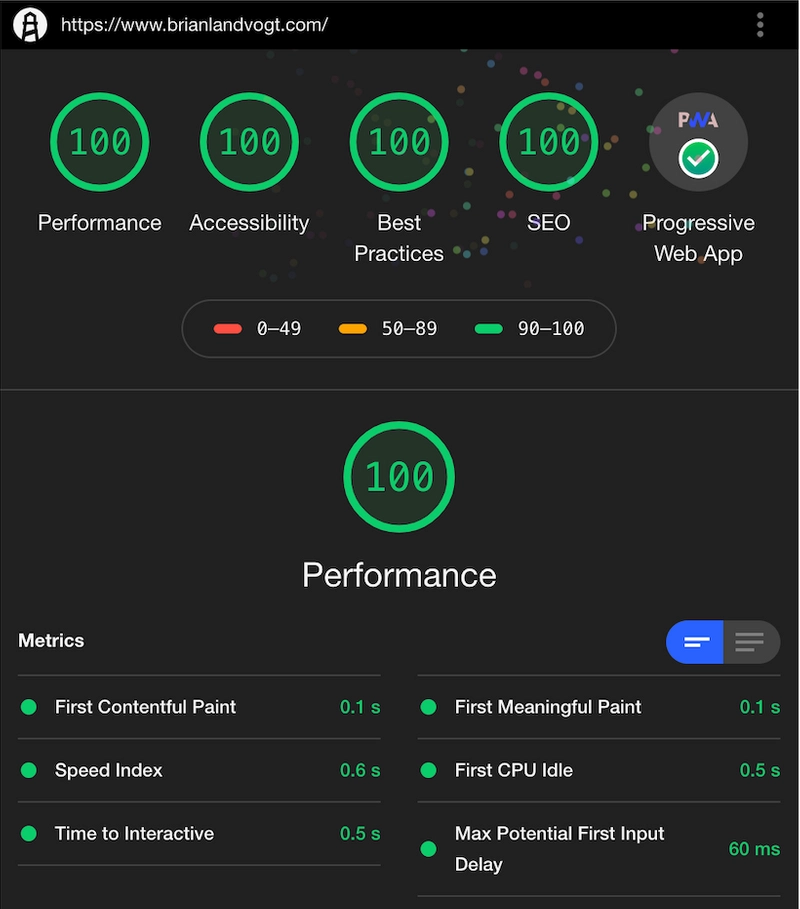 https://www.brianlandvogt.com/
100
100
100
100
PWA
Performance
Accessibility
Best
Practices
SEO
Progressive
Web App
0–49
50–89
90–100
100
Performance
Metrics
First Contentful Paint 0.1 s
First Meaningful Paint 0.1 s
Speed Index 0.6 s
First CPU Idle 0.5 s
Time to Interactive 0.5 s
Max Potential First Input
Delay
60 ms